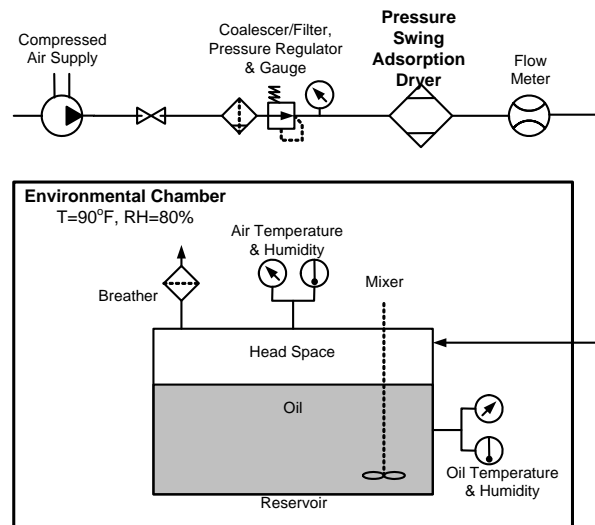 Compressed
Air Supply
Coalescer/Filter,
Pressure Regulator
& Gauge
Pressure
Swing
Adsorption
Dryer
Flow
Meter
Environmental Chamber
T=90°F, RH=80%
Breather
Air Temperature
& Humidity
Mixer
Head Space
Oil
Oil Temperature
& Humidity
Reservoir